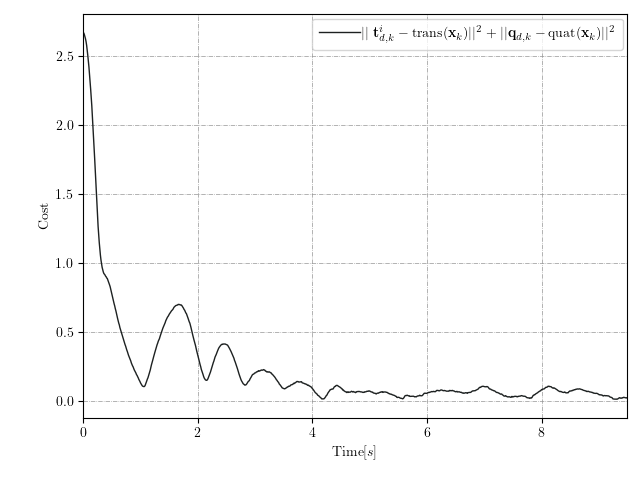 || t^i_{d,k} − trans(x_k)||² + ||q_{d,k} − quat(x_k)||²
2.5
2.0
1.5
1.0
0.5
0.0
Cost
0 2 4 6 8
Time[s]